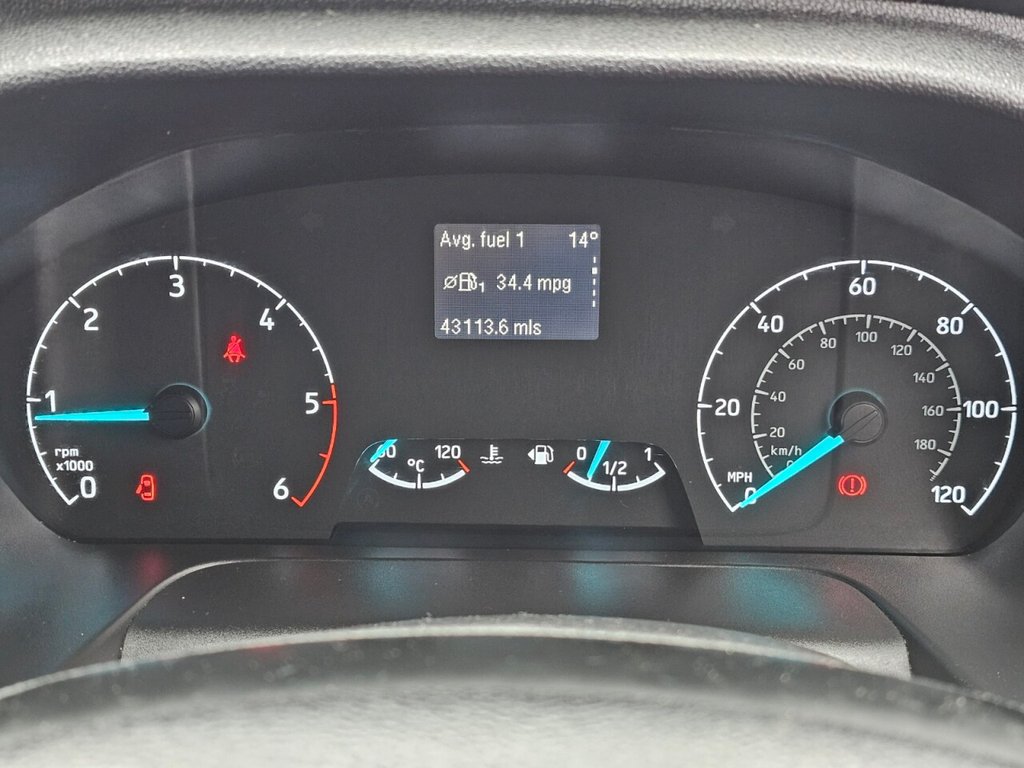 Avg. fuel 1 14°
1 34.4 mpg
43113.6 mls
0 1 2 3 4 5 6
rpm
x1000
120
°C
0 1/2 1
0 20 40 60 80 100 120
MPH
0 20 40 60 80 100 120 140 160 180
km/h